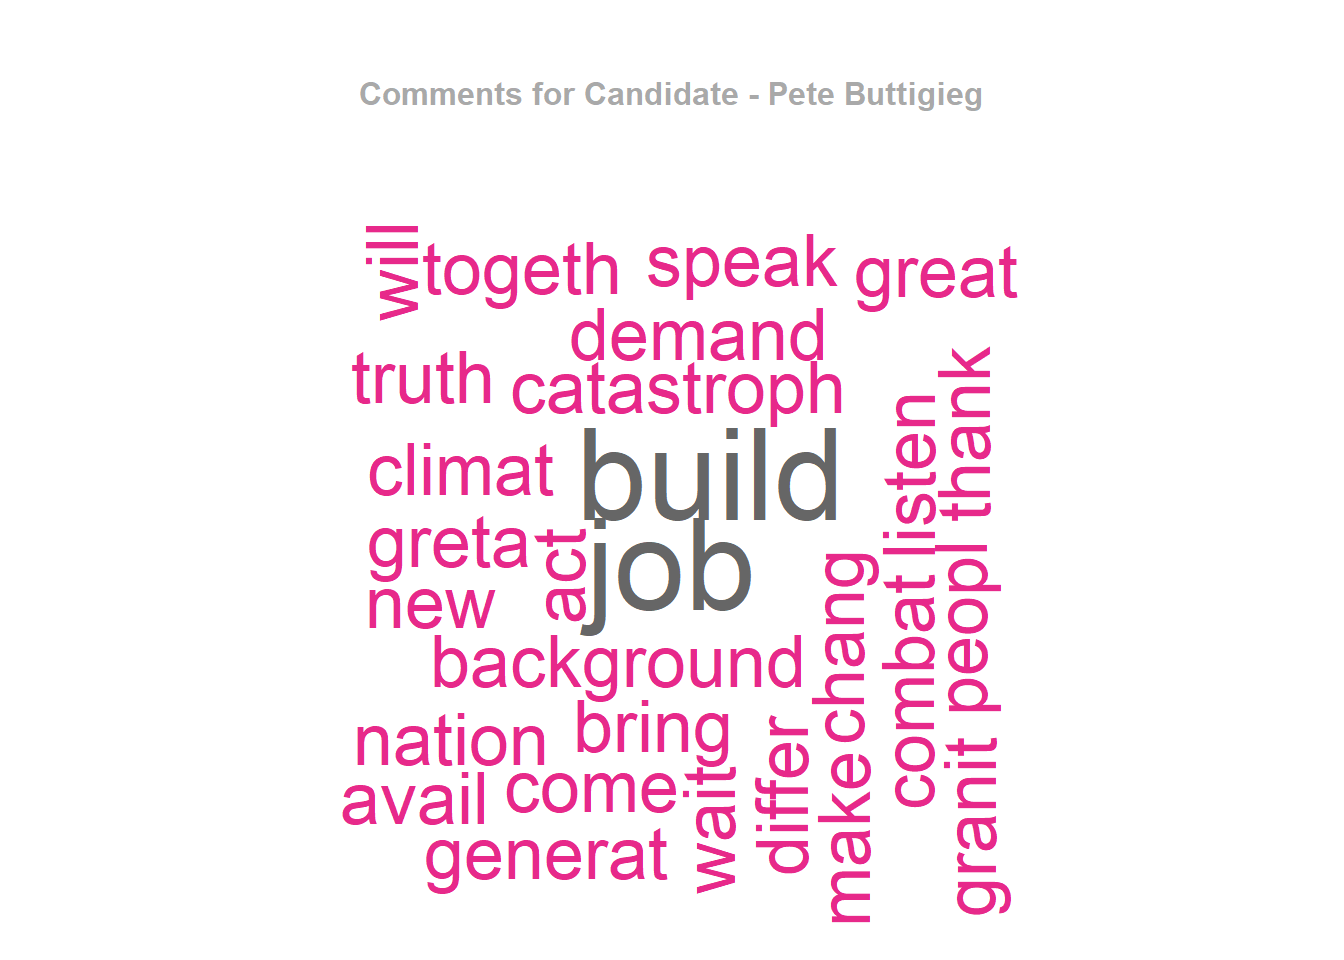 Comments for Candidate - Pete Buttigieg
will
togeth
speak
great
demand
truth
catastroph
thank
climat
build
listen
greta
act
job
new
chang
combat
peopl
background
nation
bring
avail
come
wait
differ
make
granit
generat